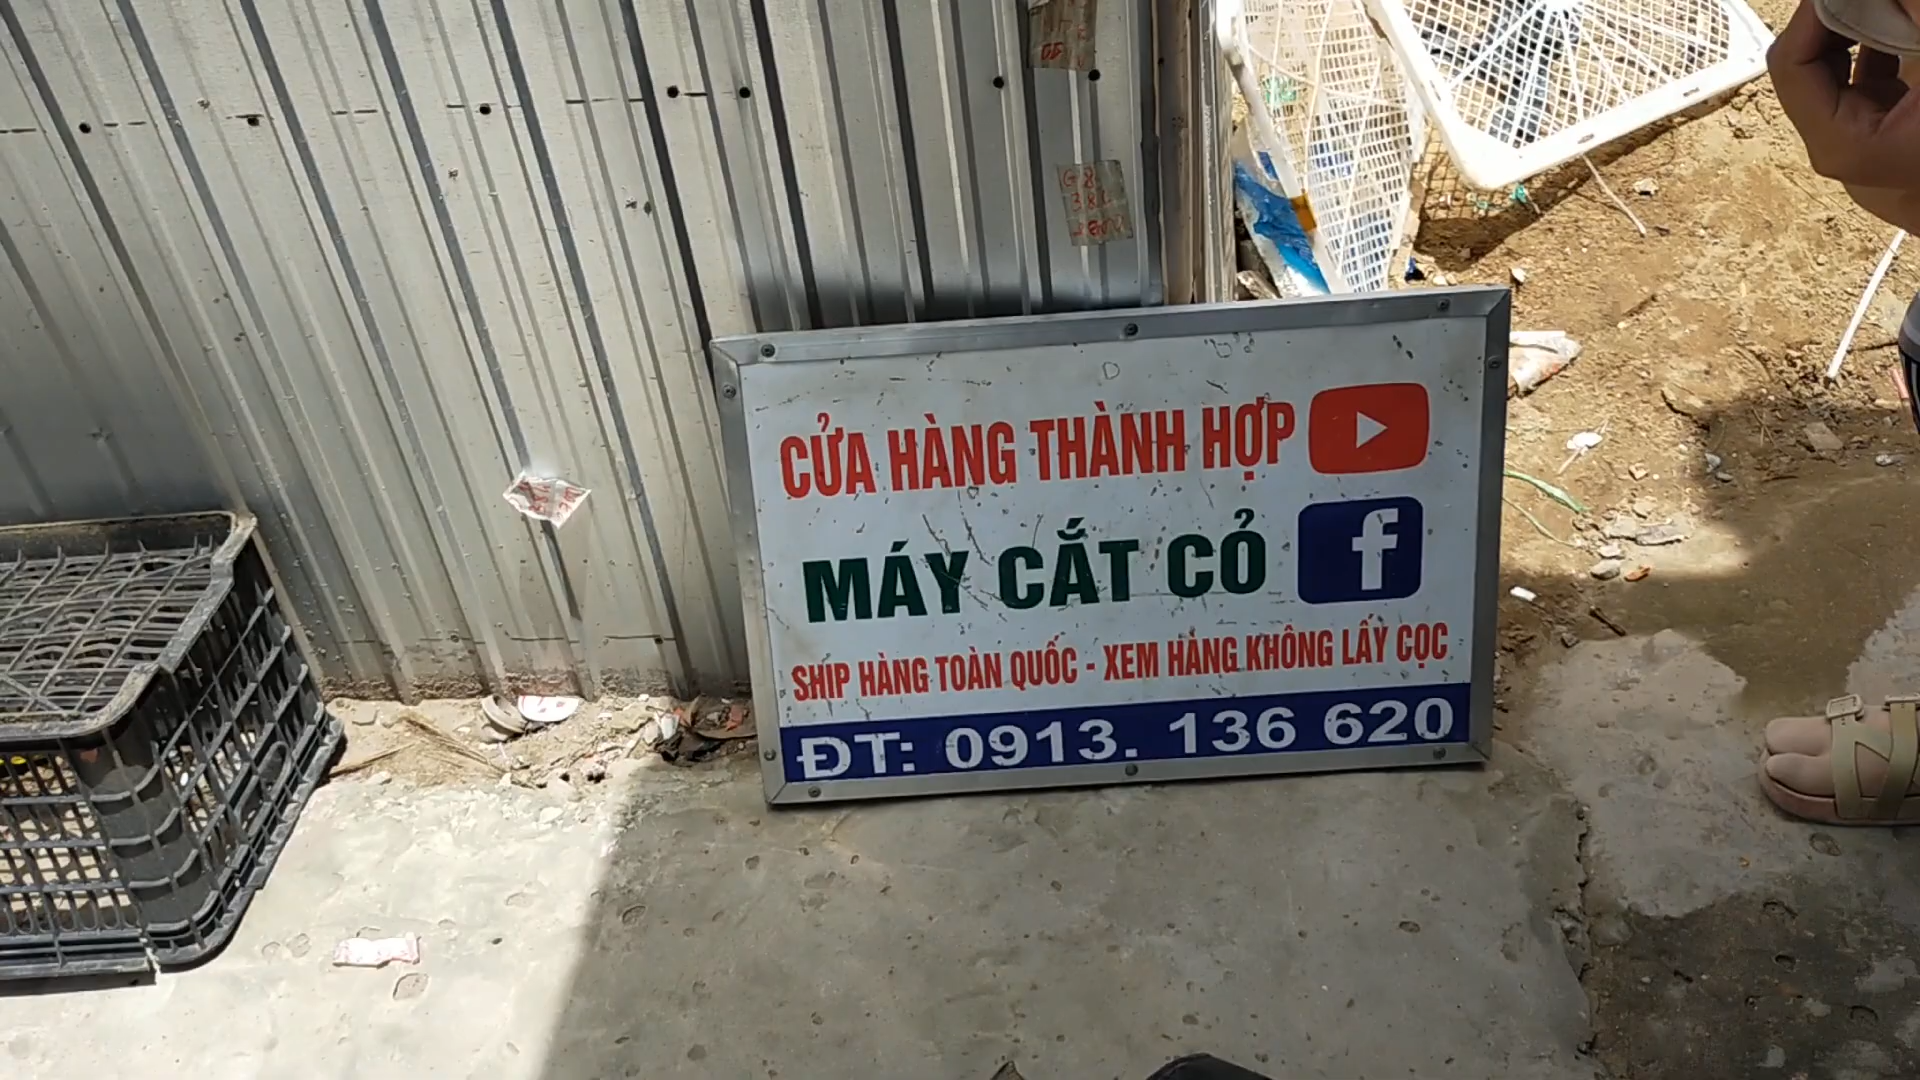 CỬA HÀNG THÀNH HỢP
MÁY CẮT CỎ
f
SHIP HÀNG TOÀN QUỐC - XEM HÀNG KHÔNG LẤY CỌC
ĐT: 0913. 136 620